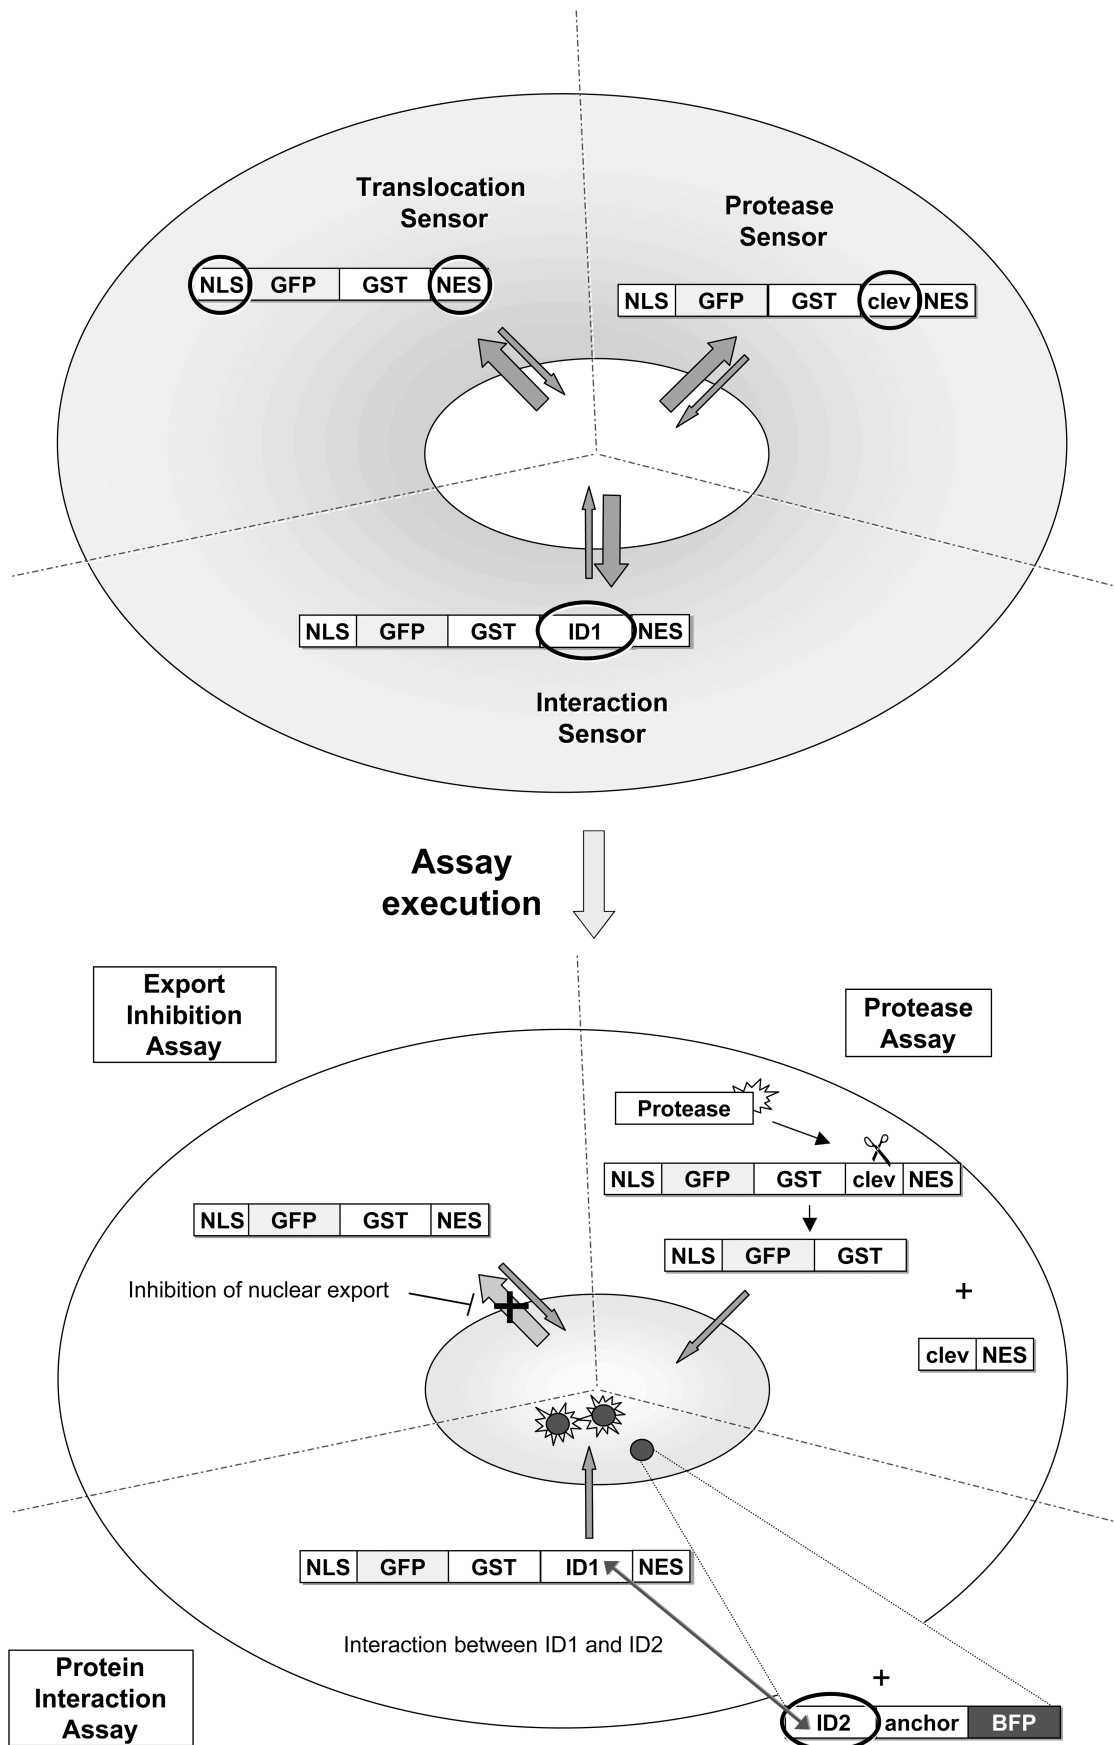 Translocation
Sensor
Protease
Sensor
NLS GFP GST NES
NLS GFP GST clev NES
NLS GFP GST ID1 NES
Interaction
Sensor
Assay
execution
Export
Inhibition
Assay
Protease
Assay
Protease
NLS GFP GST clev NES
NLS GFP GST NES
NLS GFP GST
Inhibition of nuclear export
+
clev NES
NLS GFP GST ID1 NES
Interaction between ID1 and ID2
Protein
Interaction
Assay
+
ID2 anchor BFP